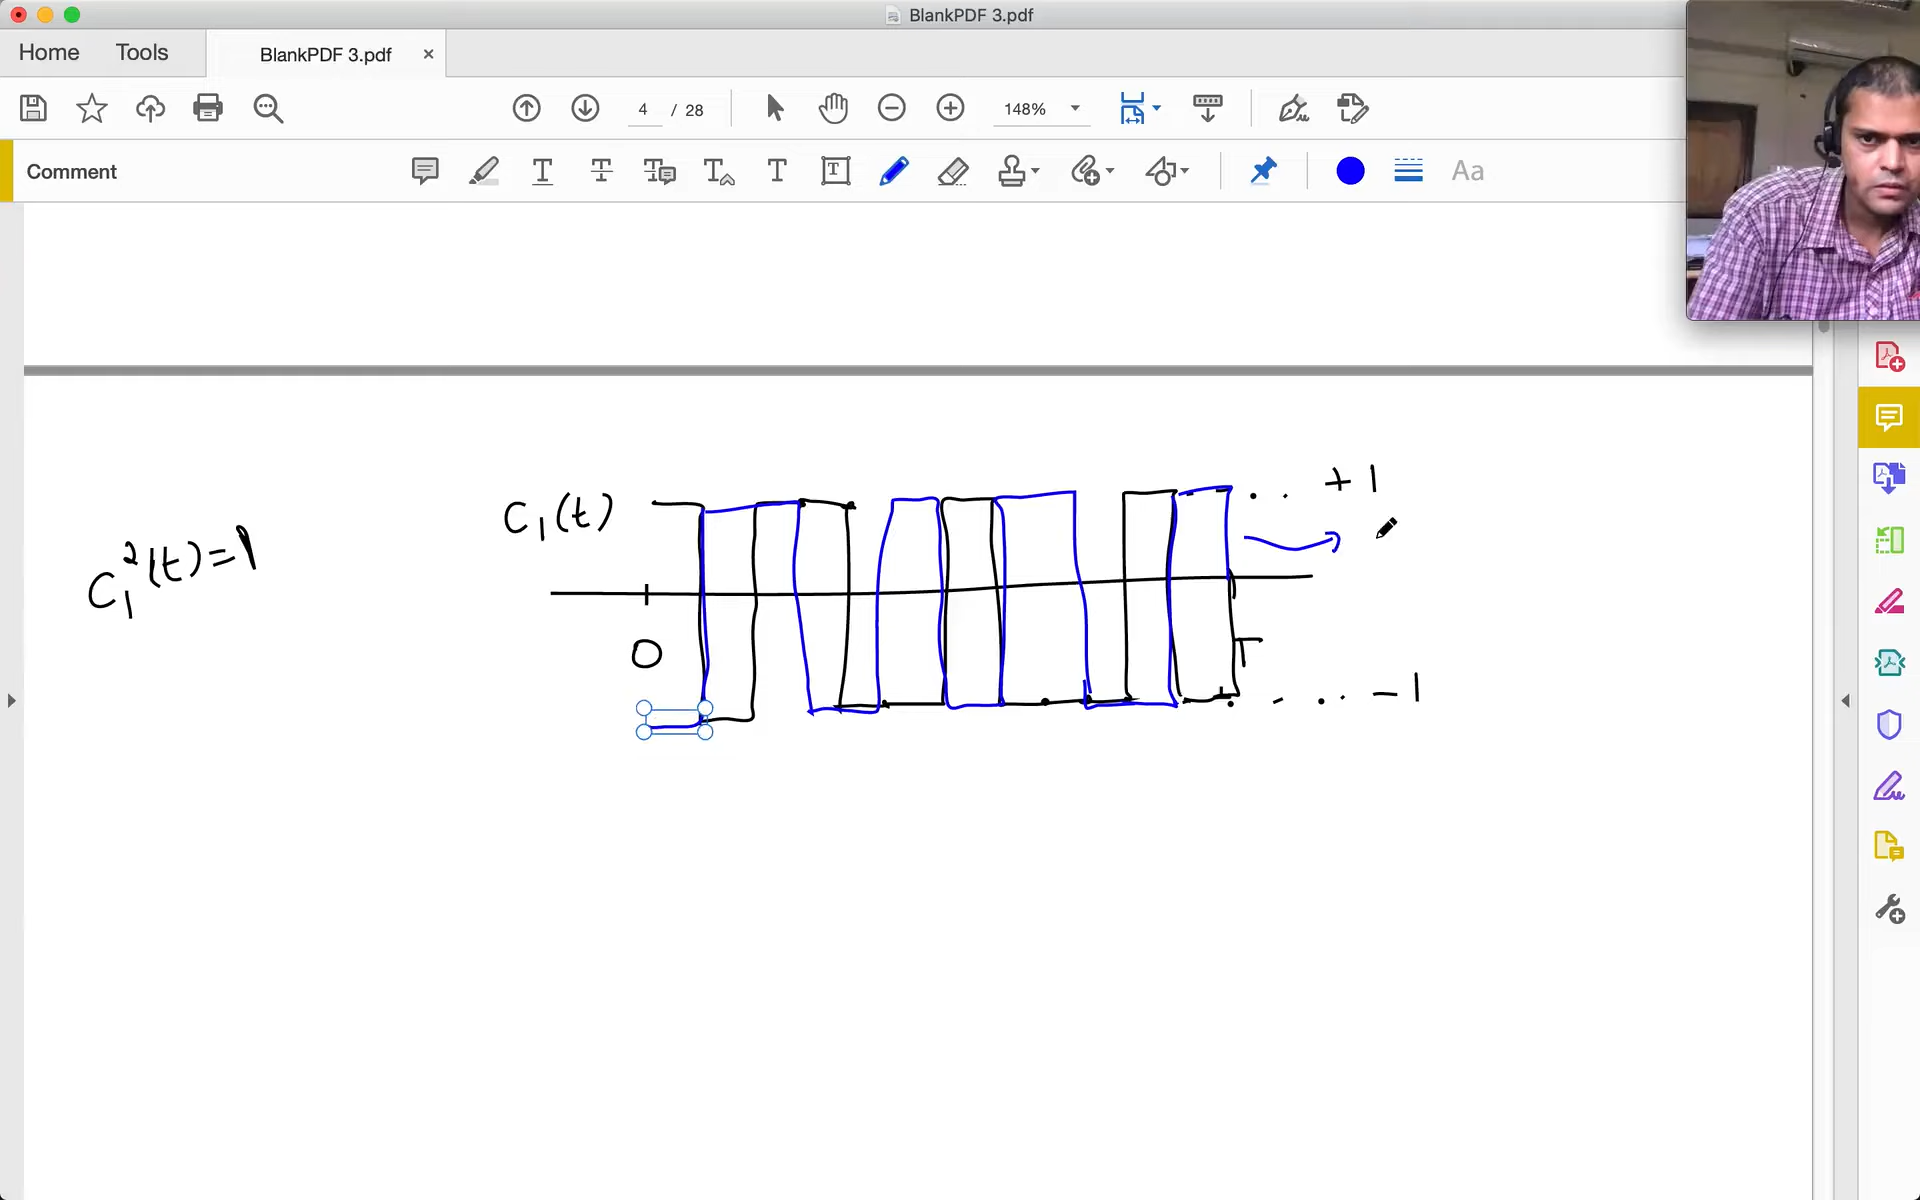 BlankPDF 3.pdf
Home Tools BlankPDF 3.pdf ×
4 / 28 148%
Comment Aa
C₁(t) +1
C₁²(t)=1
0 T
-1